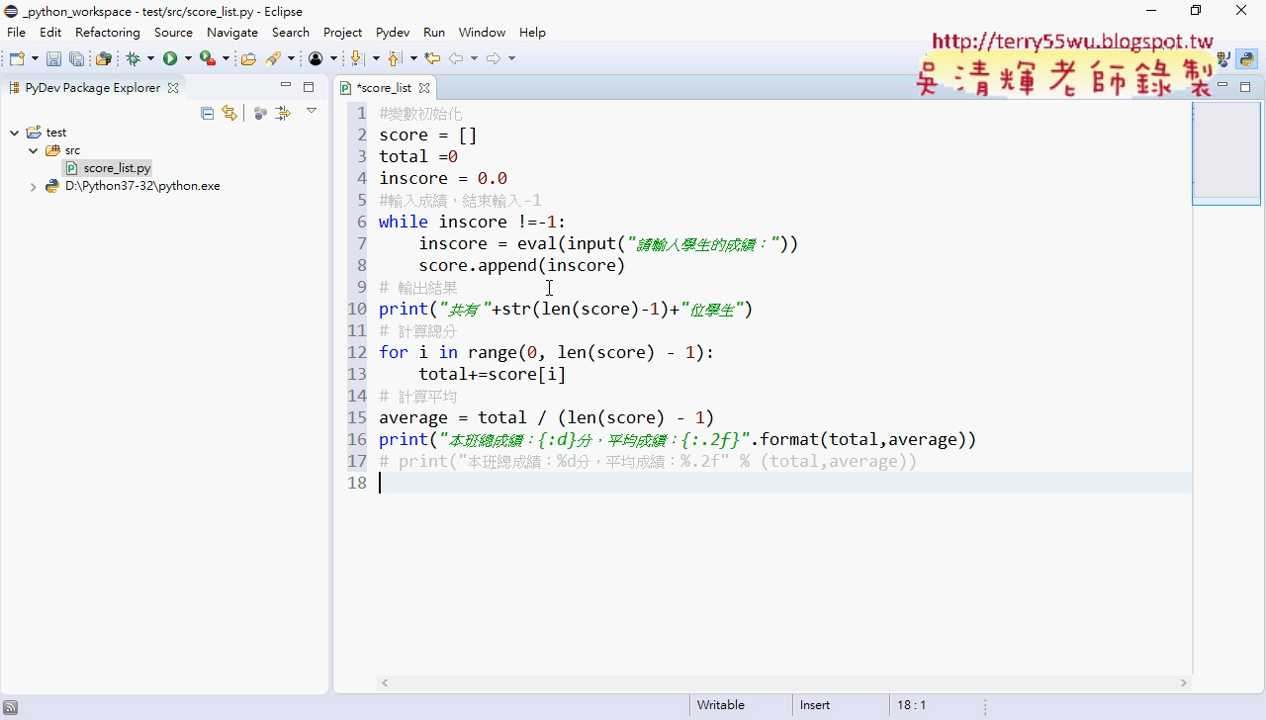 _python_workspace - test/src/score_list.py - Eclipse
File Edit Refactoring Source Navigate Search Project Pydev Run Window Help
http://terry55wu.blogspot.tw
吳清輝老師錄製
PyDev Package Explorer
*score_list
test
src
score_list.py
D:\Python37-32\python.exe
1 #變數初始化
2 score = []
3 total =0
4 inscore = 0.0
5 #輸入成績，結束輸入-1
6 while inscore !=-1:
7 inscore = eval(input("請輸入學生的成績："))
8 score.append(inscore)
9 # 輸出結果
10 print("共有"+str(len(score)-1)+"位學生")
11 # 計算總分
12 for i in range(0, len(score) - 1):
13 total+=score[i]
14 # 計算平均
15 average = total / (len(score) - 1)
16 print("本班總成績：{:d}分，平均成績：{:.2f}".format(total,average))
17 # print("本班總成績：%d分，平均成績：%.2f" % (total,average))
18
Writable Insert 18 : 1